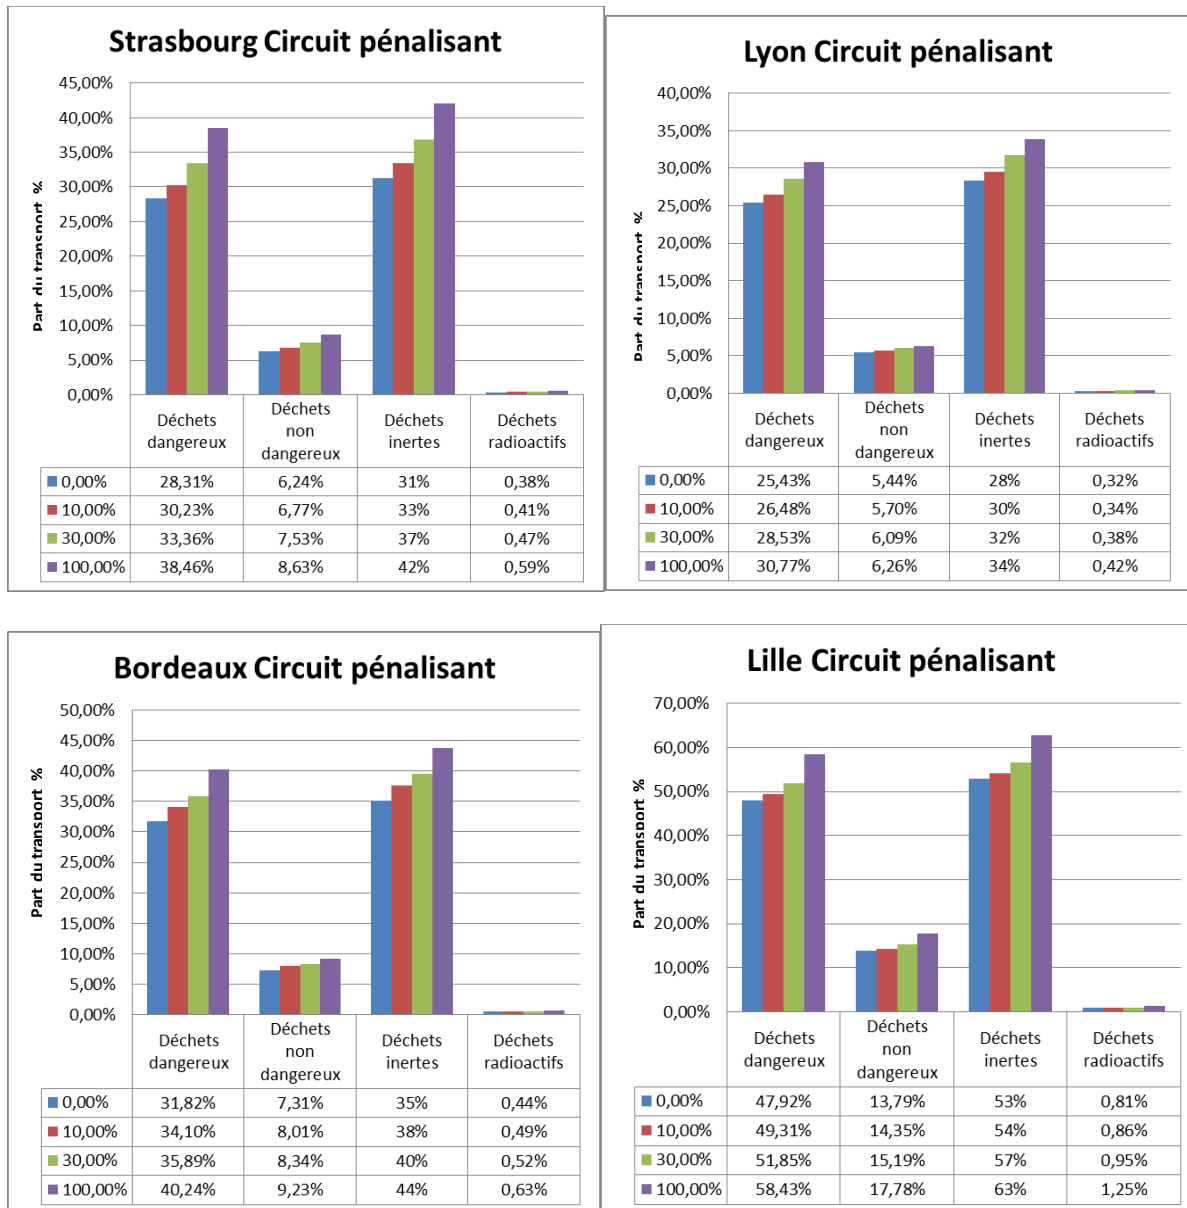 Strasbourg Circuit pénalisant
Part du transport %
45,00%
40,00%
35,00%
30,00%
25,00%
20,00%
15,00%
10,00%
5,00%
0,00%
Déchets dangereux
Déchets non dangereux
Déchets inertes
Déchets radioactifs
0,00% 28,31% 6,24% 31% 0,38%
10,00% 30,23% 6,77% 33% 0,41%
30,00% 33,36% 7,53% 37% 0,47%
100,00% 38,46% 8,63% 42% 0,59%
Lyon Circuit pénalisant
Part du transport %
40,00%
35,00%
30,00%
25,00%
20,00%
15,00%
10,00%
5,00%
0,00%
Déchets dangereux
Déchets non dangereux
Déchets inertes
Déchets radioactifs
0,00% 25,43% 5,44% 28% 0,32%
10,00% 26,48% 5,70% 30% 0,34%
30,00% 28,53% 6,09% 32% 0,38%
100,00% 30,77% 6,26% 34% 0,42%
Bordeaux Circuit pénalisant
Part du transport %
50,00%
45,00%
40,00%
35,00%
30,00%
25,00%
20,00%
15,00%
10,00%
5,00%
0,00%
Déchets dangereux
Déchets non dangereux
Déchets inertes
Déchets radioactifs
0,00% 31,82% 7,31% 35% 0,44%
10,00% 34,10% 8,01% 38% 0,49%
30,00% 35,89% 8,34% 40% 0,52%
100,00% 40,24% 9,23% 44% 0,63%
Lille Circuit pénalisant
Part du transport %
70,00%
60,00%
50,00%
40,00%
30,00%
20,00%
10,00%
0,00%
Déchets dangereux
Déchets non dangereux
Déchets inertes
Déchets radioactifs
0,00% 47,92% 13,79% 53% 0,81%
10,00% 49,31% 14,35% 54% 0,86%
30,00% 51,85% 15,19% 57% 0,95%
100,00% 58,43% 17,78% 63% 1,25%